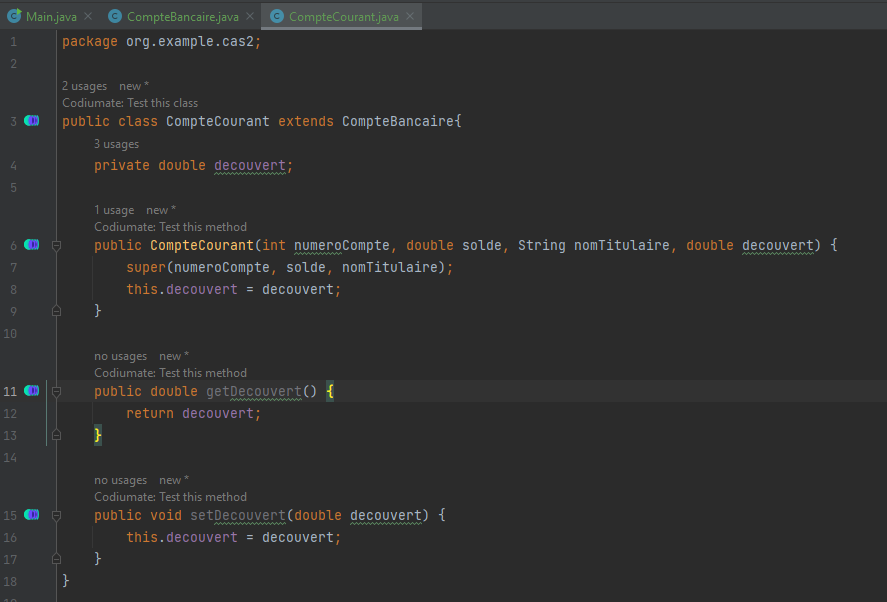 Main.java CompteBancaire.java CompteCourant.java
1 package org.example.cas2;
2
2 usages new *
Codiumate: Test this class
3 public class CompteCourant extends CompteBancaire{
3 usages
4 private double decouvert;
5
1 usage new *
Codiumate: Test this method
6 public CompteCourant(int numeroCompte, double solde, String nomTitulaire, double decouvert) {
7 super(numeroCompte, solde, nomTitulaire);
8 this.decouvert = decouvert;
9 }
10
no usages new *
Codiumate: Test this method
11 public double getDecouvert() {
12 return decouvert;
13 }
14
no usages new *
Codiumate: Test this method
15 public void setDecouvert(double decouvert) {
16 this.decouvert = decouvert;
17 }
18 }